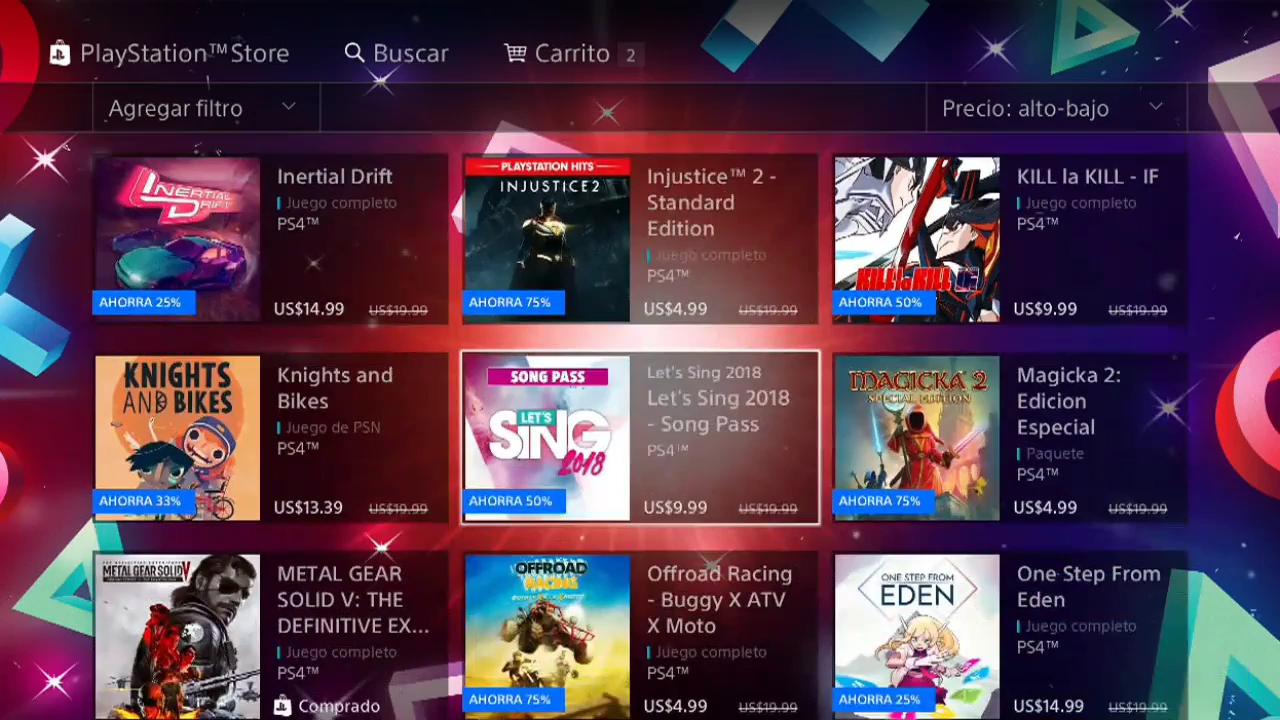 PlayStation™Store
Buscar
Carrito 2
Agregar filtro
Precio: alto-bajo
INERTIAL
DRIFT
AHORRA 25%
Inertial Drift
Juego completo
PS4™
US$14.99 US$19.99
PLAYSTATION HITS
INJUSTICE 2
AHORRA 75%
Injustice™ 2 -
Standard
Edition
Juego completo
PS4™
US$4.99 US$19.99
KILL la KILL IF
AHORRA 50%
KILL la KILL - IF
Juego completo
PS4™
US$9.99 US$19.99
KNIGHTS
AND BIKES
AHORRA 33%
Knights and
Bikes
Juego de PSN
PS4™
US$13.39 US$19.99
SONG PASS
LET'S
SING
2018
AHORRA 50%
Let's Sing 2018
Let's Sing 2018
- Song Pass
PS4™
US$9.99 US$19.99
MAGICKA 2
SPECIAL EDITION
AHORRA 75%
Magicka 2:
Edicion
Especial
Paquete
PS4™
US$4.99 US$19.99
METAL GEAR SOLID V
METAL GEAR
SOLID V: THE
DEFINITIVE EX...
Juego completo
PS4™
Comprado
OFFROAD
RACING
AHORRA 75%
Offroad Racing
- Buggy X ATV
X Moto
Juego completo
PS4™
US$4.99 US$19.99
ONE STEP FROM
EDEN
AHORRA 25%
One Step From
Eden
Juego completo
PS4™
US$14.99 US$19.99